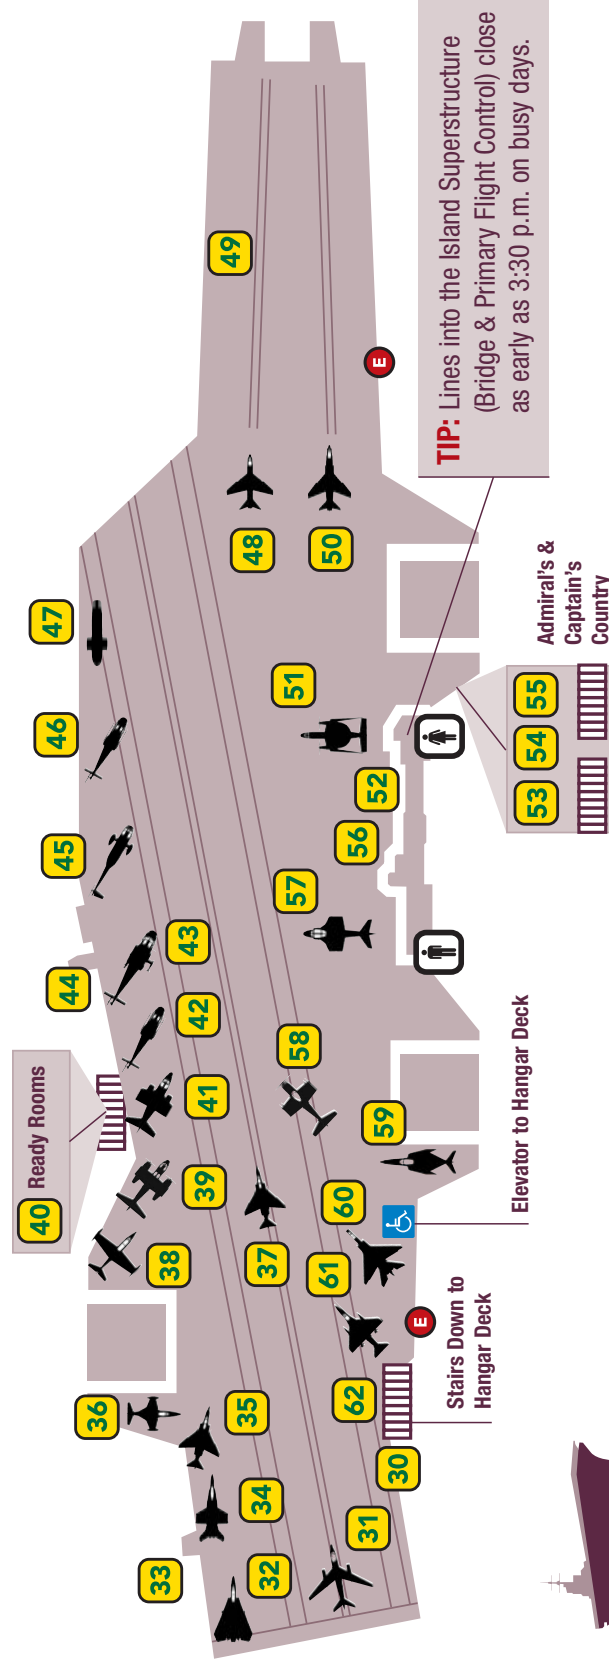 49
E
TIP: Lines into the Island Superstructure
(Bridge & Primary Flight Control) close
as early as 3:30 p.m. on busy days.
48
50
47
46
45
44
43
42
41
51
52
56
57
58
Admiral's &
Captain's
Country
53
54
55
40
Ready Rooms
39
38
37
59
60
61
Elevator to Hangar Deck
E
62
Stairs Down to
Hangar Deck
36
35
34
33
32
31
30